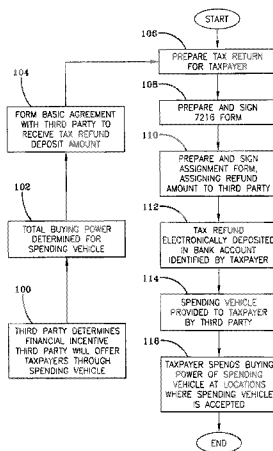 START
106
PREPARE TAX RETURN
FOR TAXPAYER
108
PREPARE AND SIGN
7216 FORM
110
PREPARE AND SIGN
ASSIGNMENT FORM,
ASSIGNING REFUND
AMOUNT TO THIRD PARTY
112
TAX REFUND
ELECTRONICALLY DEPOSITED
IN BANK ACCOUNT
IDENTIFIED BY TAXPAYER
114
SPENDING VEHICLE
PROVIDED TO TAXPAYER
BY THIRD PARTY
116
TAXPAYER SPENDS BUYING
POWER OF SPENDING
VEHICLE AT LOCATIONS
WHERE SPENDING VEHICLE
IS ACCEPTED
END
104
FORM BASIC AGREEMENT
WITH THIRD PARTY TO
RECEIVE TAX REFUND
DEPOSIT AMOUNT
102
TOTAL BUYING POWER
DETERMINED FOR
SPENDING VEHICLE
100
THIRD PARTY DETERMINES
FINANCIAL INCENTIVE
THIRD PARTY WILL OFFER
TAXPAYERS THROUGH
SPENDING VEHICLE